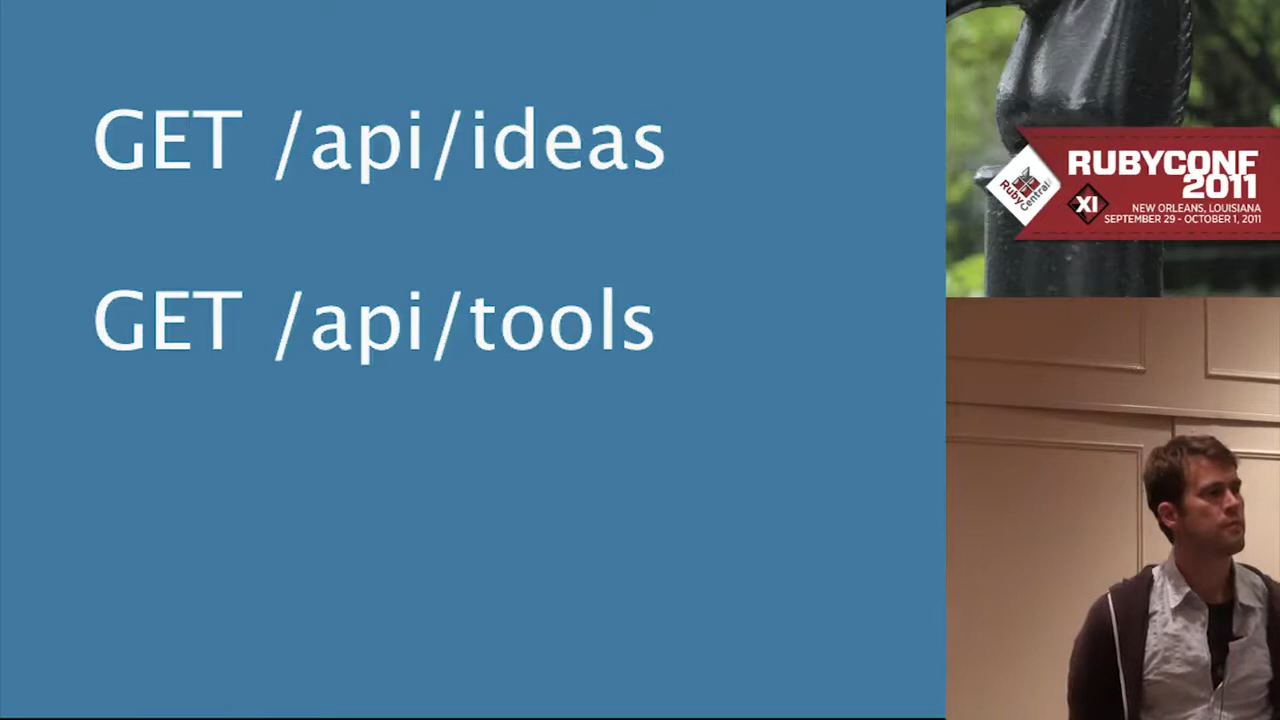 GET /api/ideas
GET /api/tools
RUBYCONF
2011
XI
NEW ORLEANS, LOUISIANA
SEPTEMBER 29 - OCTOBER 1, 2011
Ruby
Central